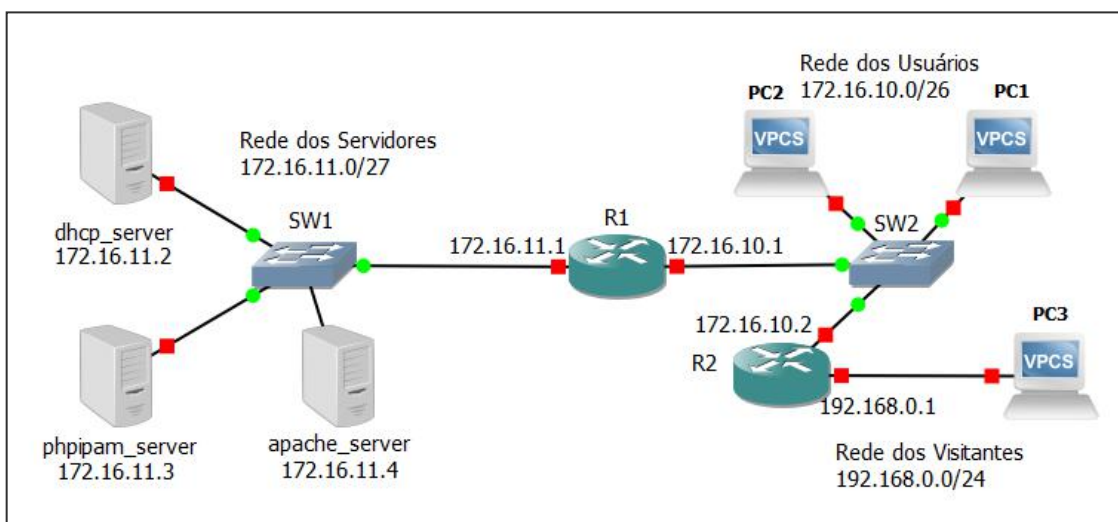 Rede dos Usuários
172.16.10.0/26
PC2
PC1
VPCS
VPCS
Rede dos Servidores
172.16.11.0/27
SW1
R1
SW2
dhcp_server
172.16.11.2
172.16.11.1
172.16.10.1
172.16.10.2
PC3
R2
VPCS
192.168.0.1
phpipam_server
172.16.11.3
apache_server
172.16.11.4
Rede dos Visitantes
192.168.0.0/24